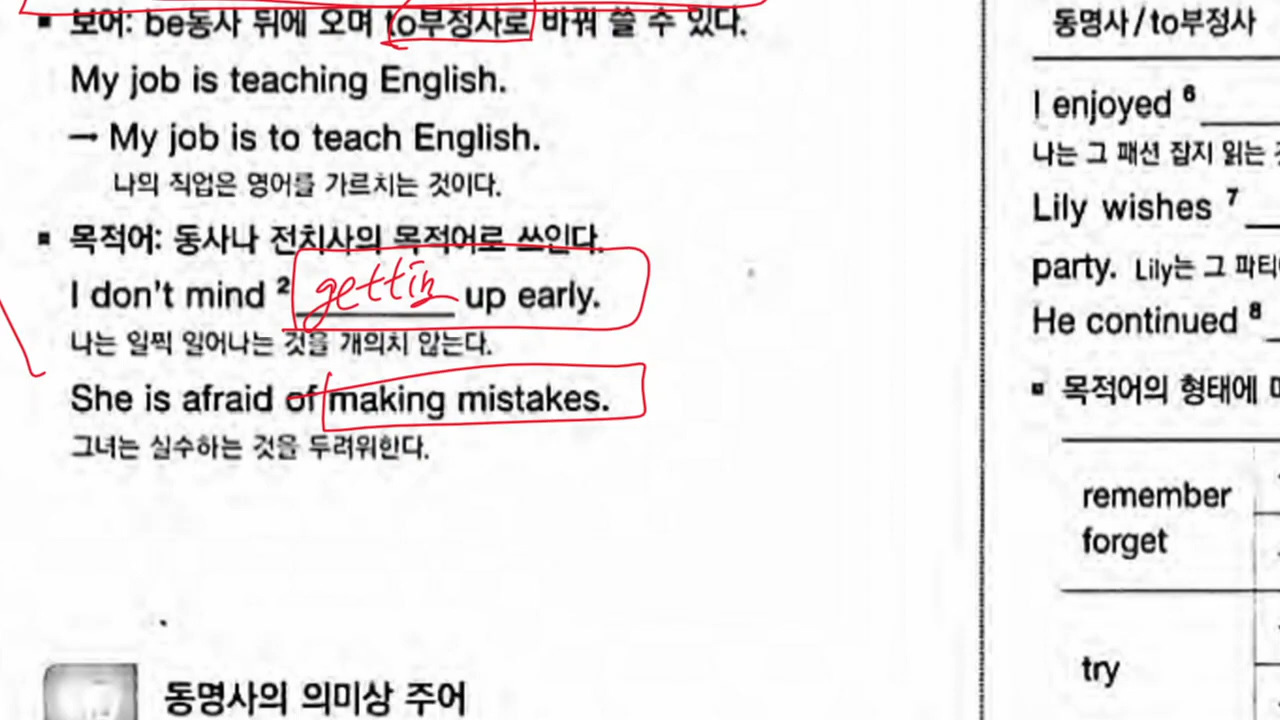 ▪ 보어: be동사 뒤에 오며 to부정사로 바꿔 쓸 수 있다.
My job is teaching English.
→ My job is to teach English.
나의 직업은 영어를 가르치는 것이다.
▪ 목적어: 동사나 전치사의 목적어로 쓰인다.
I don't mind ² gettin up early.
나는 일찍 일어나는 것을 개의치 않는다.
She is afraid of making mistakes.
그녀는 실수하는 것을 두려워한다.
동명사의 의미상 주어
동명사/to부정사
I enjoyed ⁶
나는 그 패션 잡지 읽는
Lily wishes ⁷
party. Lily는 그 파티
He continued ⁸
▪ 목적어의 형태에
remember
forget
try